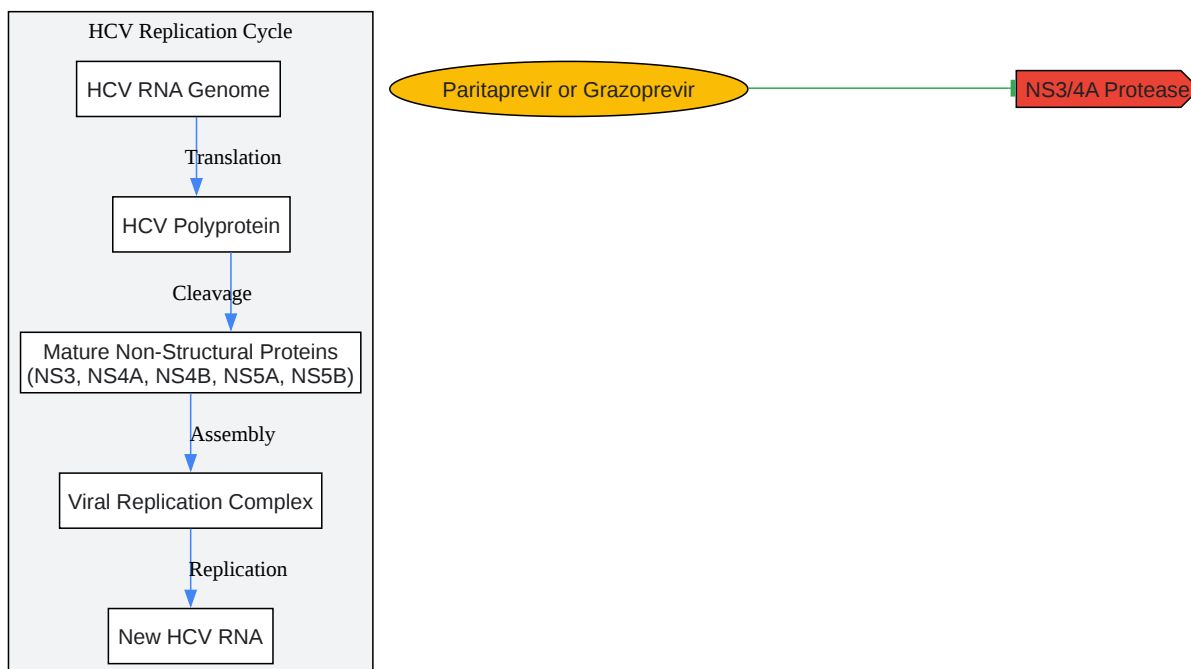 HCV Replication Cycle
HCV RNA Genome
Translation
HCV Polyprotein
Cleavage
Mature Non-Structural Proteins
(NS3, NS4A, NS4B, NS5A, NS5B)
Assembly
Viral Replication Complex
Replication
New HCV RNA
Paritaprevir or Grazoprevir
NS3/4A Protease